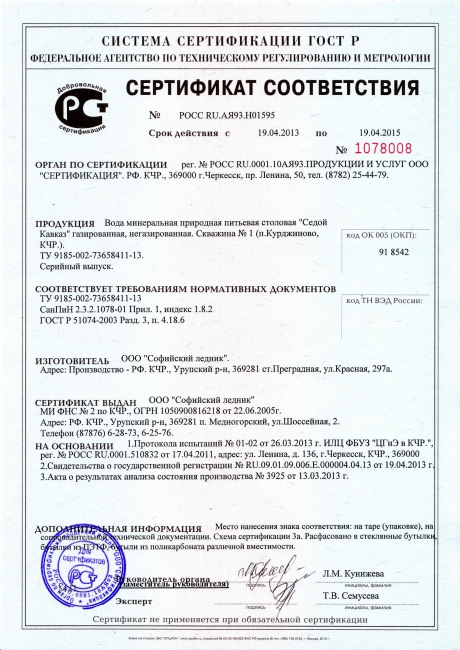 СИСТЕМА СЕРТИФИКАЦИИ ГОСТ Р
ФЕДЕРАЛЬНОЕ АГЕНТСТВО ПО ТЕХНИЧЕСКОМУ РЕГУЛИРОВАНИЮ И МЕТРОЛОГИИ
Добровольная
сертификация
СЕРТИФИКАТ СООТВЕТСТВИЯ
№ РОСС RU.АЯ93.Н01595
Срок действия с 19.04.2013 по 19.04.2015
№ 1078008
ОРГАН ПО СЕРТИФИКАЦИИ рег. № РОСС RU.0001.10АЯ93.ПРОДУКЦИИ И УСЛУГ ООО
"СЕРТИФИКАЦИЯ". РФ. КЧР., 369000 г.Черкесск, пр. Ленина, 50, тел. (8782) 25-44-79.
ПРОДУКЦИЯ Вода минеральная природная питьевая столовая "Седой
Кавказ" газированная, негазированная. Скважина № 1 (п.Курджиново,
КЧР.).
ТУ 9185-002-73658411-13.
Серийный выпуск.
код ОК 005 (ОКП):
91 8542
СООТВЕТСТВУЕТ ТРЕБОВАНИЯМ НОРМАТИВНЫХ ДОКУМЕНТОВ
ТУ 9185-002-73658411-13
СанПиН 2.3.2.1078-01 Прил. 1, индекс 1.8.2
ГОСТ Р 51074-2003 Разд. 3, п. 4.18.6
код ТН ВЭД России:
ИЗГОТОВИТЕЛЬ ООО "Софийский ледник".
Адрес: Производство - РФ. КЧР., Урупский р-н, 369281 ст.Преградная, ул.Красная, 297а.
СЕРТИФИКАТ ВЫДАН ООО "Софийский ледник"
МИ ФНС № 2 по КЧР., ОГРН 1050900816218 от 22.06.2005г.
Адрес: РФ. КЧР., Урупский р-н, 369281 п. Медногорский, ул.Шоссейная, 2.
Телефон (87876) 6-28-73, 6-25-76.
НА ОСНОВАНИИ 1.Протокола испытаний № 01-02 от 26.03.2013 г. ИЛЦ ФБУЗ "ЦГиЭ в КЧР.",
рег. № РОСС RU.0001.510832 от 17.04.2011, адрес: ул. Ленина, д. 136, г.Черкесск, КЧР., 369000
2.Свидетельства о государственной регистрации № RU.09.01.09.006.Е.000004.04.13 от 19.04.2013 г.
3.Акта о результатах анализа состояния производства № 3925 от 13.03.2013 г.
ДОПОЛНИТЕЛЬНАЯ ИНФОРМАЦИЯ Место нанесения знака соответствия: на таре (упаковке), на
сопроводительной технической документации. Схема сертификации 3а. Расфасовано в стеклянные бутылки,
бутылки из ПЭТФ, бутыли из поликарбоната различной вместимости.
Для
сертификатов
Руководитель органа
(заместитель руководителя)
подпись
Л.М. Кунижева
инициалы, фамилия
Эксперт
подпись
Т.В. Семусева
инициалы, фамилия
Сертификат не применяется при обязательной сертификации